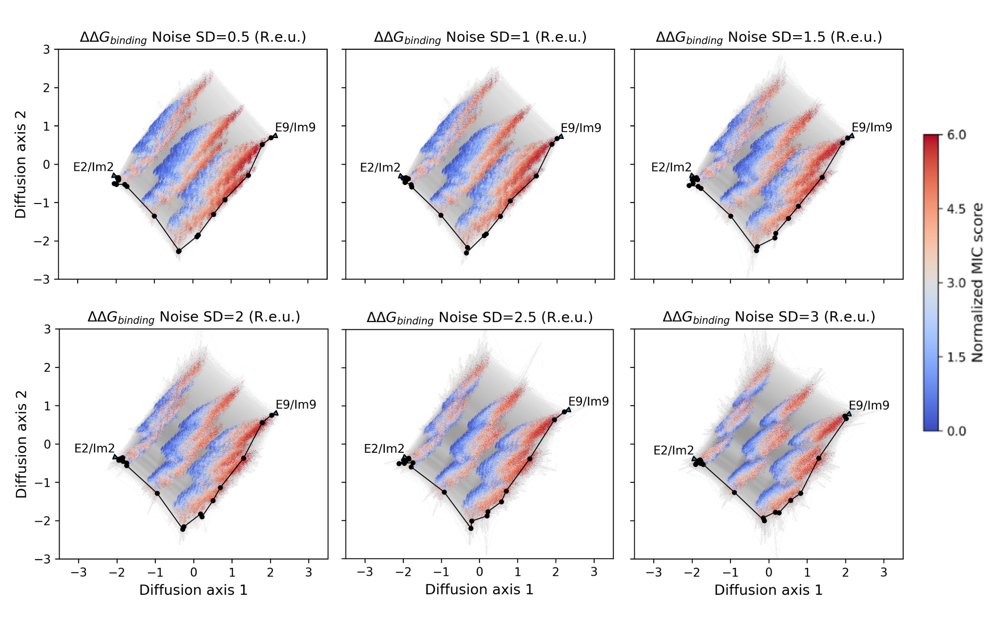 ΔΔG_binding Noise SD=0.5 (R.e.u.)
ΔΔG_binding Noise SD=1 (R.e.u.)
ΔΔG_binding Noise SD=1.5 (R.e.u.)
3
2
1
0
−1
−2
−3
Diffusion axis 2
E2/Im2
E9/Im9
E2/Im2
E9/Im9
E2/Im2
E9/Im9
ΔΔG_binding Noise SD=2 (R.e.u.)
ΔΔG_binding Noise SD=2.5 (R.e.u.)
ΔΔG_binding Noise SD=3 (R.e.u.)
3
2
1
0
−1
−2
−3
Diffusion axis 2
E2/Im2
E9/Im9
E2/Im2
E9/Im9
E2/Im2
E9/Im9
−3 −2 −1 0 1 2 3
−3 −2 −1 0 1 2 3
−3 −2 −1 0 1 2 3
Diffusion axis 1
Diffusion axis 1
Diffusion axis 1
6.0
4.5
3.0
1.5
0.0
Normalized MIC score